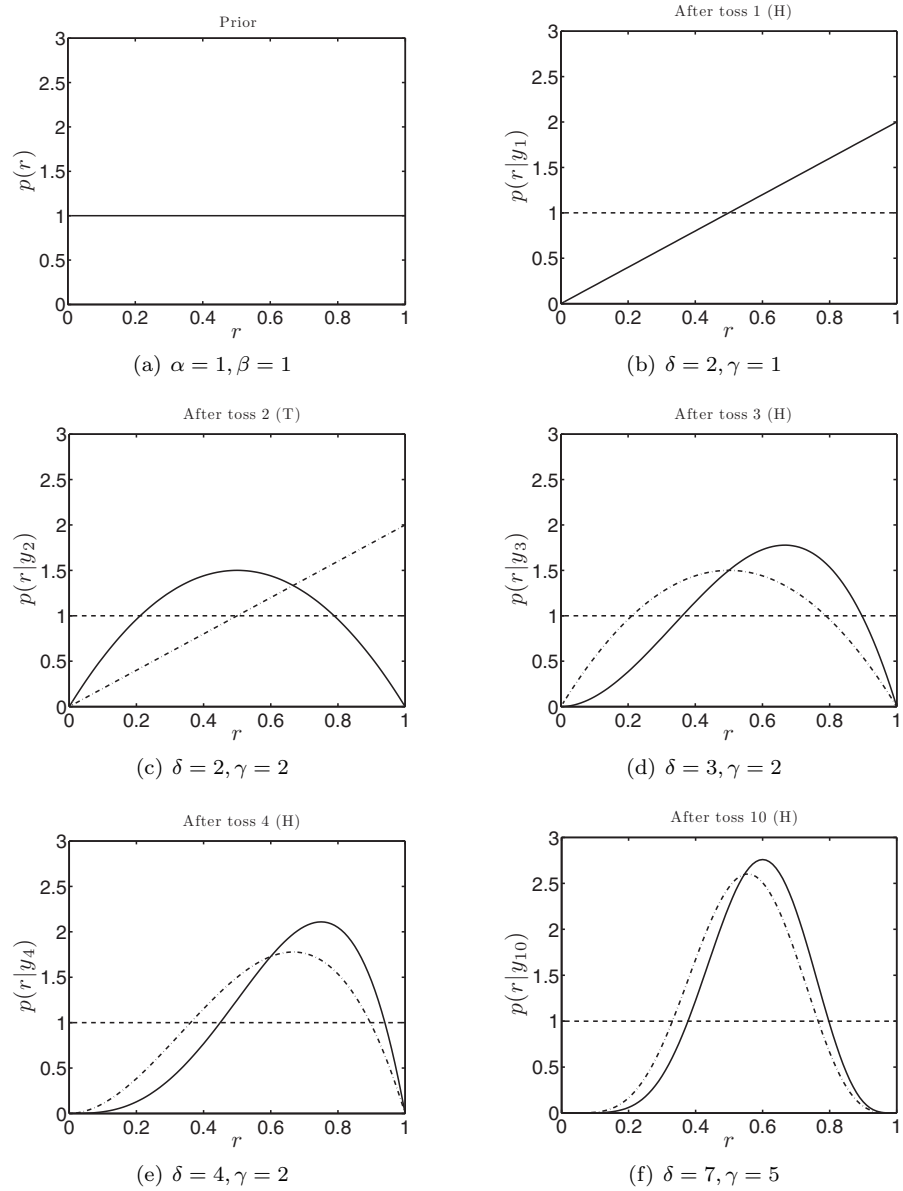 Prior
3
2.5
2
1.5
1
0.5
0
p(r)
0 0.2 0.4 0.6 0.8 1
r
(a) α = 1, β = 1
After toss 1 (H)
3
2.5
2
1.5
1
0.5
0
p(r|y₁)
0 0.2 0.4 0.6 0.8 1
r
(b) δ = 2, γ = 1
After toss 2 (T)
3
2.5
2
1.5
1
0.5
0
p(r|y₂)
0 0.2 0.4 0.6 0.8 1
r
(c) δ = 2, γ = 2
After toss 3 (H)
3
2.5
2
1.5
1
0.5
0
p(r|y₃)
0 0.2 0.4 0.6 0.8 1
r
(d) δ = 3, γ = 2
After toss 4 (H)
3
2.5
2
1.5
1
0.5
0
p(r|y₄)
0 0.2 0.4 0.6 0.8 1
r
(e) δ = 4, γ = 2
After toss 10 (H)
3
2.5
2
1.5
1
0.5
0
p(r|y₁₀)
0 0.2 0.4 0.6 0.8 1
r
(f) δ = 7, γ = 5